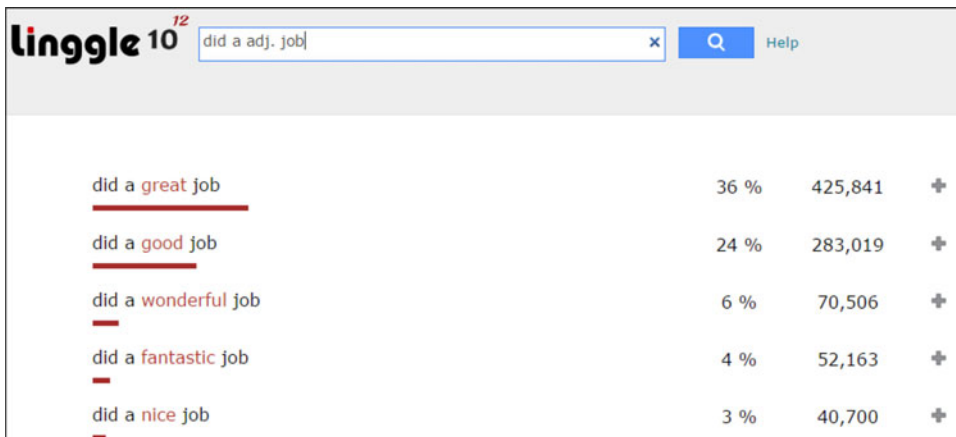 Linggle 10 12 did a adj. job × Help
did a great job 36 % 425,841
did a good job 24 % 283,019
did a wonderful job 6 % 70,506
did a fantastic job 4 % 52,163
did a nice job 3 % 40,700